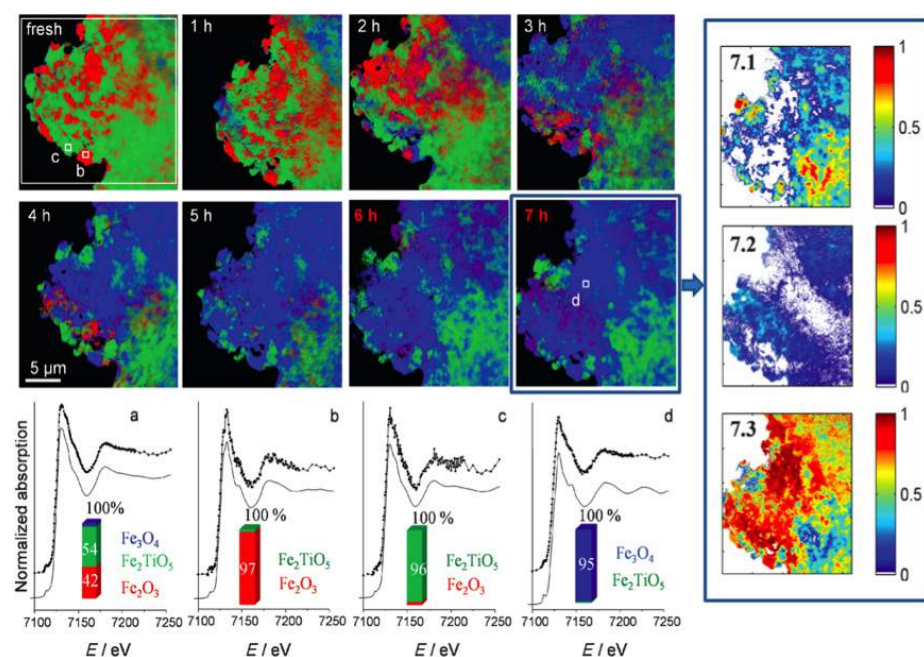 fresh
1 h
2 h
3 h
c
b
4 h
5 h
6 h
7 h
d
5 μm
7.1
1
0.5
0
7.2
1
0.5
0
7.3
1
0.5
0
Normalized absorption
a
100%
54
42
Fe₃O₄
Fe₂TiO₅
Fe₂O₃
7100 7150 7200 7250
E / eV
b
100 %
97
Fe₂TiO₅
Fe₂O₃
7100 7150 7200 7250
E / eV
c
100 %
96
Fe₂TiO₅
Fe₂O₃
7100 7150 7200 7250
E / eV
d
100 %
95
Fe₃O₄
Fe₂TiO₅
7100 7150 7200 7250
E / eV